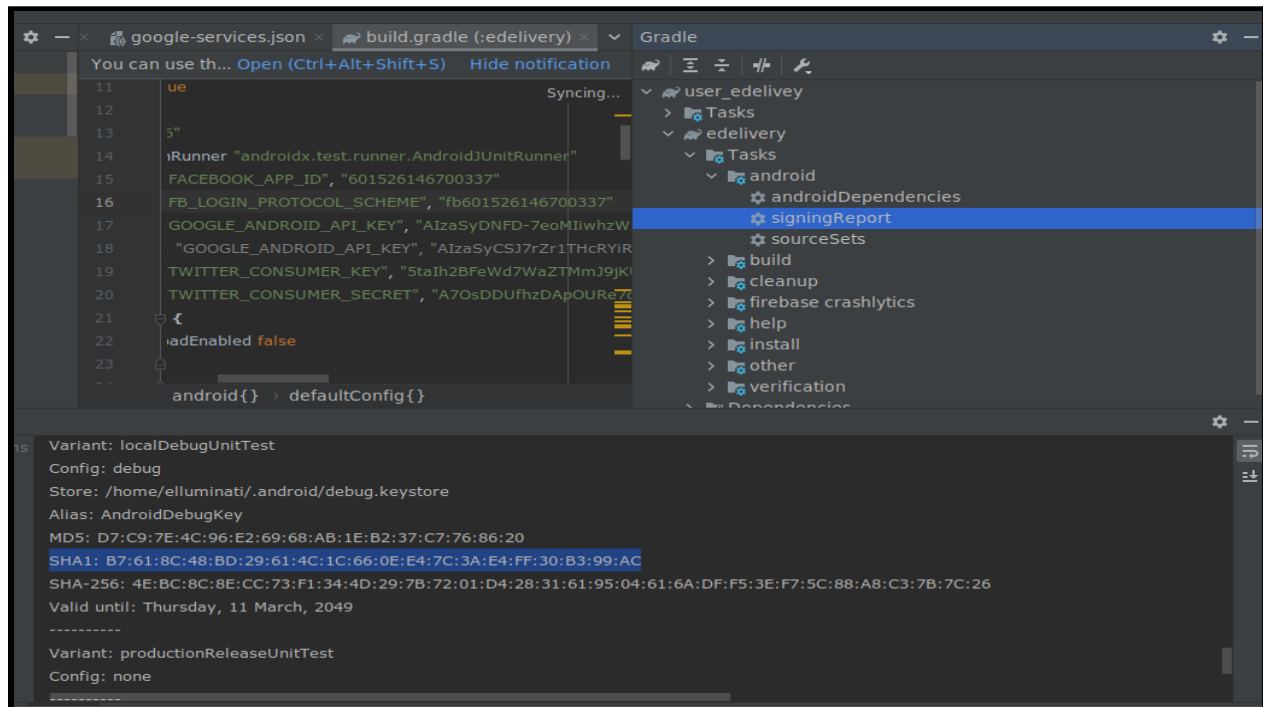 google-services.json
build.gradle (:edelivery)
You can use th... Open (Ctrl+Alt+Shift+S) Hide notification
Syncing...
11 ue
12
13 5"
14 nRunner "androidx.test.runner.AndroidJUnitRunner"
15 FACEBOOK_APP_ID", "601526146700337"
16 FB_LOGIN_PROTOCOL_SCHEME", "fb601526146700337"
17 GOOGLE_ANDROID_API_KEY", "AIzaSyDNFD-7eoMIiwhzW
18 , "GOOGLE_ANDROID_API_KEY", "AIzaSyCSJ7rZr1THcRYiR
19 TWITTER_CONSUMER_KEY", "5taIh2BFeWd7WaZTMmJ9jK
20 TWITTER_CONSUMER_SECRET", "A7OsDDUfhzDApOURe7
21 {
22 oadEnabled false
23
android{} › defaultConfig{}
Gradle
user_edelivey
Tasks
edelivery
Tasks
android
androidDependencies
signingReport
sourceSets
build
cleanup
firebase crashlytics
help
install
other
verification
Dependencies
Variant: localDebugUnitTest
Config: debug
Store: /home/elluminati/.android/debug.keystore
Alias: AndroidDebugKey
MD5: D7:C9:7E:4C:96:E2:69:68:AB:1E:B2:37:C7:76:86:20
SHA1: B7:61:8C:48:BD:29:61:4C:1C:66:0E:E4:7C:3A:E4:FF:30:B3:99:AC
SHA-256: 4E:BC:8C:8E:CC:73:F1:34:4D:29:7B:72:01:D4:28:31:61:95:04:61:6A:DF:F5:3E:F7:5C:88:A8:C3:7B:7C:26
Valid until: Thursday, 11 March, 2049
----------
Variant: productionReleaseUnitTest
Config: none
----------